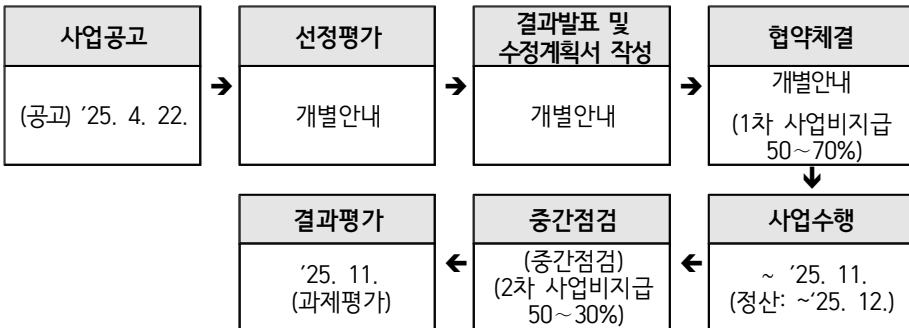 사업공고
(공고) ′25. 4. 22.
➔
선정평가
개별안내
➔
결과발표 및
수정계획서 작성
개별안내
➔
협약체결
개별안내
(1차 사업비지급
50～70%)
🡻
사업수행
~ ′25. 11.
(정산: ~′25. 12.)
🡸
중간점검
(중간점검)
(2차 사업비지급
50～30%)
🡸
결과평가
′25. 11.
(과제평가)